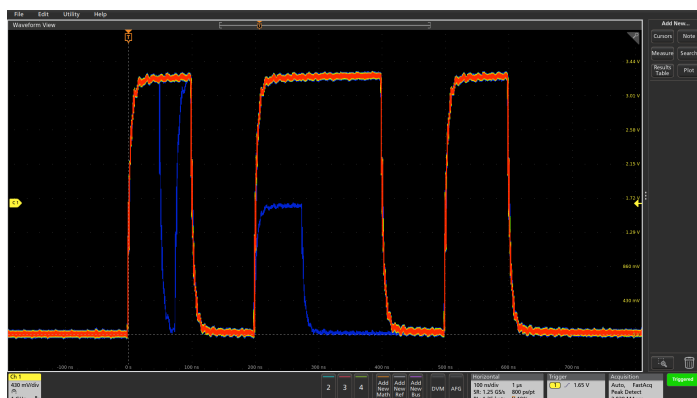 File Edit Utility Help
Waveform View
Add New...
Cursors Note
Measure Search
Results Table Plot
T
3.44 V
3.01 V
2.58 V
2.15 V
1.72 V
1.29 V
860 mV
430 mV
C1
-100 ns 0 s 100 ns 200 ns 300 ns 400 ns 500 ns 600 ns 700 ns
Ch 1
430 mV/div
2 3 4
Add New Math
Add New Ref
Add New Bus
DVM AFG
Horizontal
100 ns/div 1 µs
SR: 1.25 GS/s 800 ps/pt
Trigger
1 1.65 V
Acquisition
Auto, FastAcq
Peak Detect
Triggered